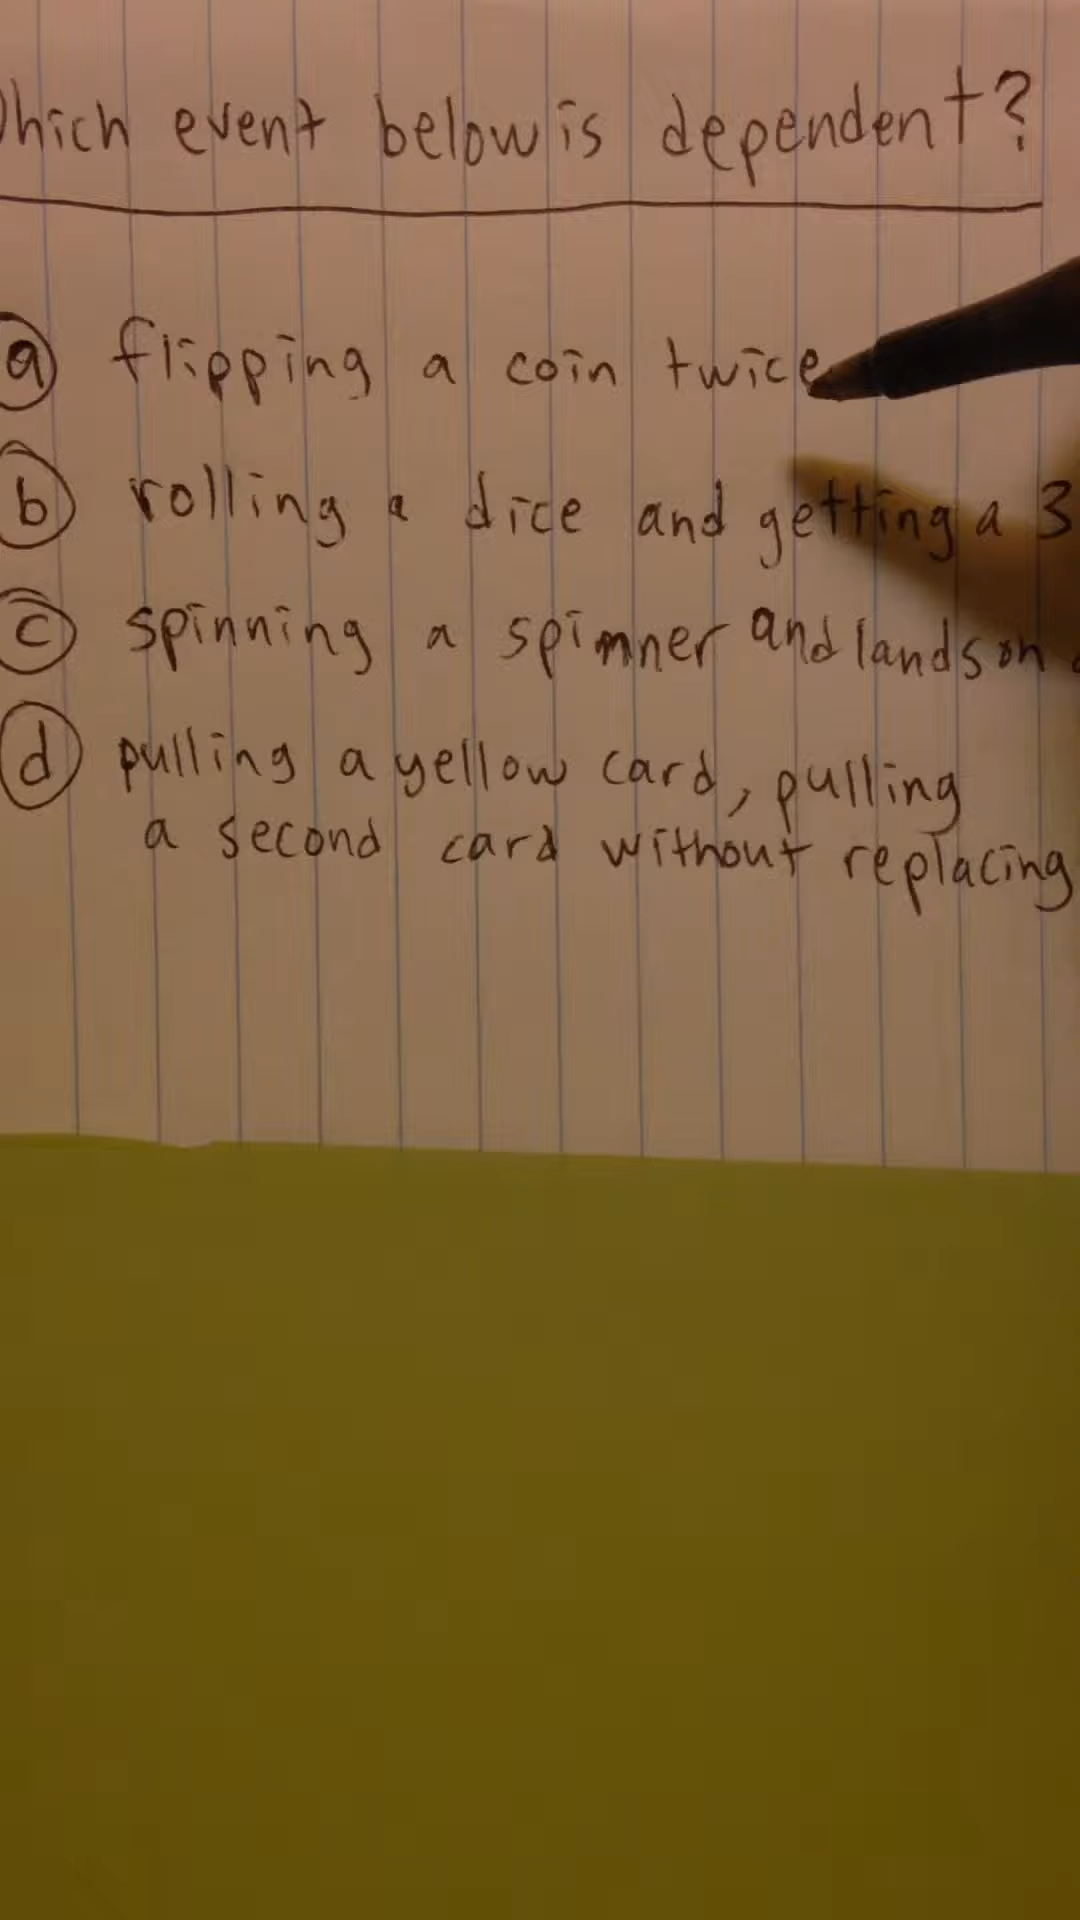 hich event below is dependent?
a flipping a coin twice
b rolling a dice and getting a 3
c spinning a spinner and lands on
d pulling a yellow card, pulling
a second card without replacing